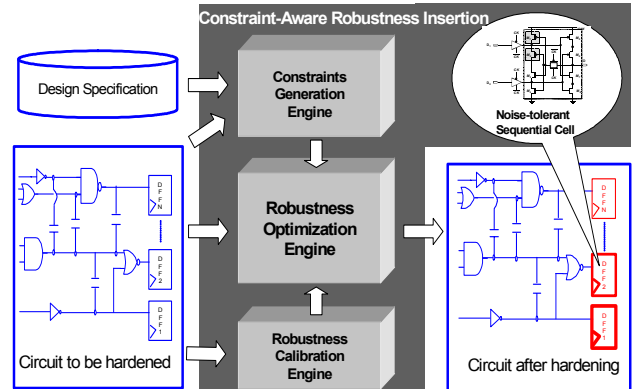 Constraint-Aware Robustness Insertion
Design Specification
Constraints
Generation
Engine
Noise-tolerant
Sequential Cell
Robustness
Optimization
Engine
D
F
F
N
D
F
F
2
D
F
F
1
Circuit to be hardened
Robustness
Calibration
Engine
D
F
F
N
D
F
F
2
D
F
F
1
Circuit after hardening